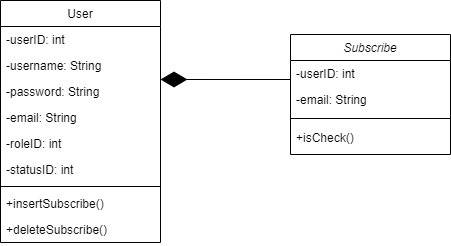 User
-userID: int
-username: String
-password: String
-email: String
-roleID: int
-statusID: int
+insertSubscribe()
+deleteSubscribe()
Subscribe
-userID: int
-email: String
+isCheck()